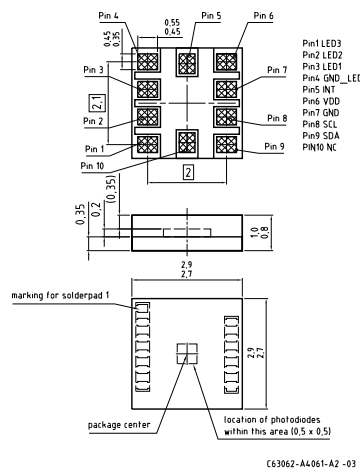 Pin 4
0,55
0,45
Pin 5
Pin 6
0,45
0,35
Pin 3
2,1
Pin 2
Pin 1
Pin 10
Pin 7
Pin 8
Pin 9
2
Pin1 LED3
Pin2 LED2
Pin3 LED1
Pin4 GND_LED
Pin5 INT
Pin6 VDD
Pin7 GND
Pin8 SCL
Pin9 SDA
PIN10 NC
0,35
0,2
(0,35)
1,0
0,8
2,9
2,7
marking for solderpad 1
2,9
2,7
package center
location of photodiodes
within this area (0,5 x 0,5)
C63062-A4061-A2 -03